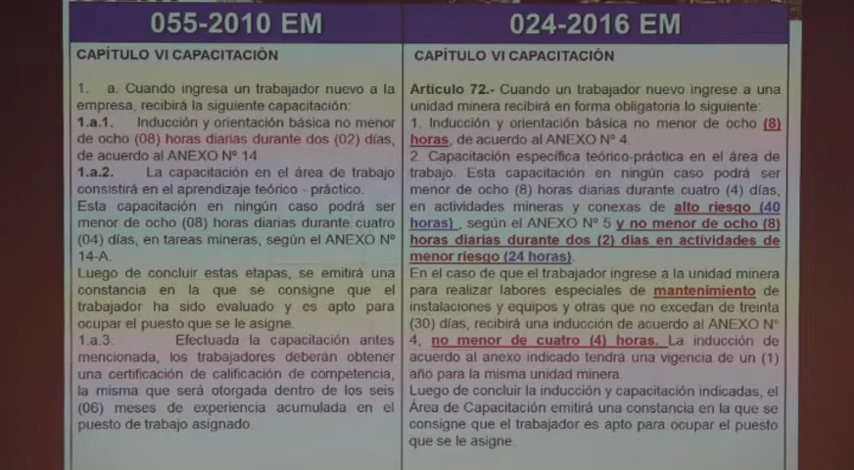 055-2010 EM
CAPÍTULO VI CAPACITACIÓN
1. a. Cuando ingresa un trabajador nuevo a la
empresa, recibirá la siguiente capacitación:
1.a.1. Inducción y orientación básica no menor
de ocho (08) horas diarias durante dos (02) días,
de acuerdo al ANEXO Nº 14.
1.a.2. La capacitación en el área de trabajo
consistirá en el aprendizaje teórico - práctico.
Esta capacitación en ningún caso podrá ser
menor de ocho (08) horas diarias durante cuatro
(04) días, en tareas mineras, según el ANEXO Nº
14-A.
Luego de concluir estas etapas, se emitirá una
constancia en la que se consigne que el
trabajador ha sido evaluado y es apto para
ocupar el puesto que se le asigne.
1.a.3. Efectuada la capacitación antes
mencionada, los trabajadores deberán obtener
una certificación de calificación de competencia,
la misma que será otorgada dentro de los seis
(06) meses de experiencia acumulada en el
puesto de trabajo asignado.
024-2016 EM
CAPÍTULO VI CAPACITACIÓN
Artículo 72.- Cuando un trabajador nuevo ingrese a una
unidad minera recibirá en forma obligatoria lo siguiente:
1. Inducción y orientación básica no menor de ocho (8)
horas, de acuerdo al ANEXO Nº 4.
2. Capacitación específica teórico-práctica en el área de
trabajo. Esta capacitación en ningún caso podrá ser
menor de ocho (8) horas diarias durante cuatro (4) días,
en actividades mineras y conexas de alto riesgo (40
horas) , según el ANEXO Nº 5 y no menor de ocho (8)
horas diarias durante dos (2) días en actividades de
menor riesgo (24 horas).
En el caso de que el trabajador ingrese a la unidad minera
para realizar labores especiales de mantenimiento de
instalaciones y equipos y otras que no excedan de treinta
(30) días, recibirá una inducción de acuerdo al ANEXO Nº
4, no menor de cuatro (4) horas. La inducción de
acuerdo al anexo indicado tendrá una vigencia de un (1)
año para la misma unidad minera.
Luego de concluir la inducción y capacitación indicadas, el
Área de Capacitación emitirá una constancia en la que se
consigne que el trabajador es apto para ocupar el puesto
que se le asigne.